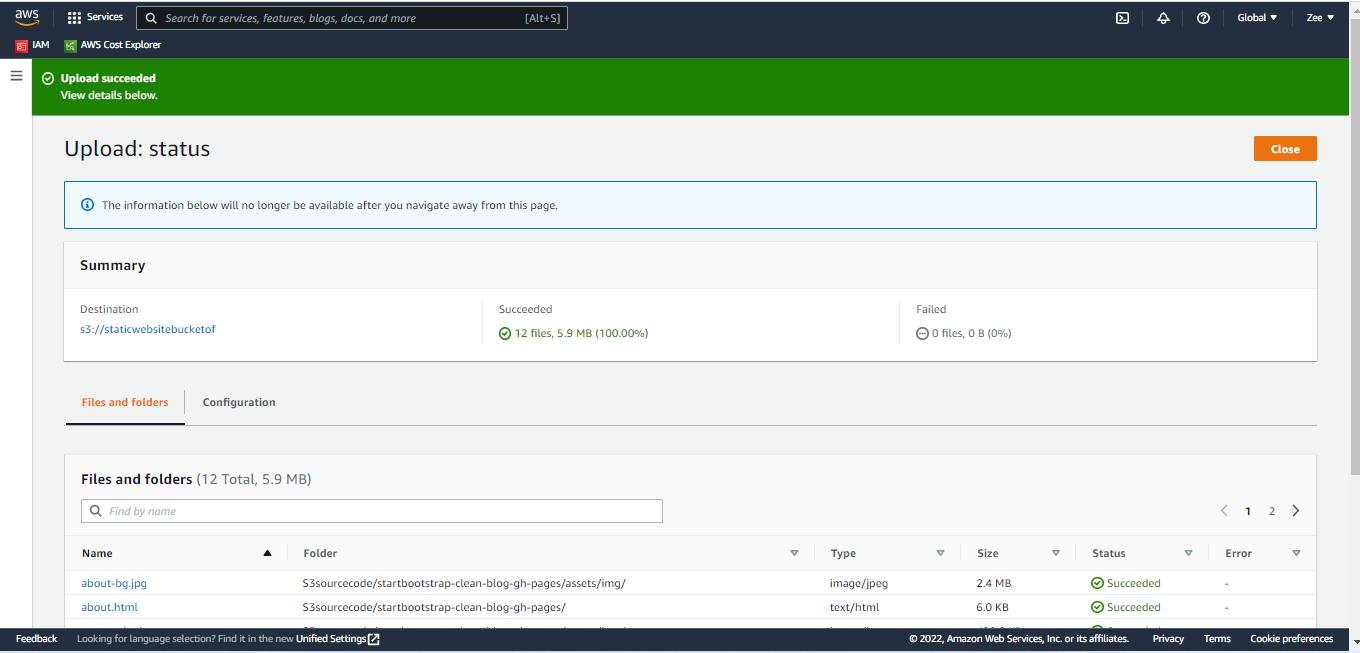 aws Services Search for services, features, blogs, docs, and more [Alt+S] Global Zee
IAM AWS Cost Explorer
Upload succeeded
View details below.
Upload: status
Close
The information below will no longer be available after you navigate away from this page.
Summary
Destination Succeeded Failed
s3://staticwebsitebucketof 12 files, 5.9 MB (100.00%) 0 files, 0 B (0%)
Files and folders Configuration
Files and folders (12 Total, 5.9 MB)
Find by name 1 2
Name Folder Type Size Status Error
about-bg.jpg S3sourcecode/startbootstrap-clean-blog-gh-pages/assets/img/ image/jpeg 2.4 MB Succeeded -
about.html S3sourcecode/startbootstrap-clean-blog-gh-pages/ text/html 6.0 KB Succeeded -
Feedback Looking for language selection? Find it in the new Unified Settings © 2022, Amazon Web Services, Inc. or its affiliates. Privacy Terms Cookie preferences